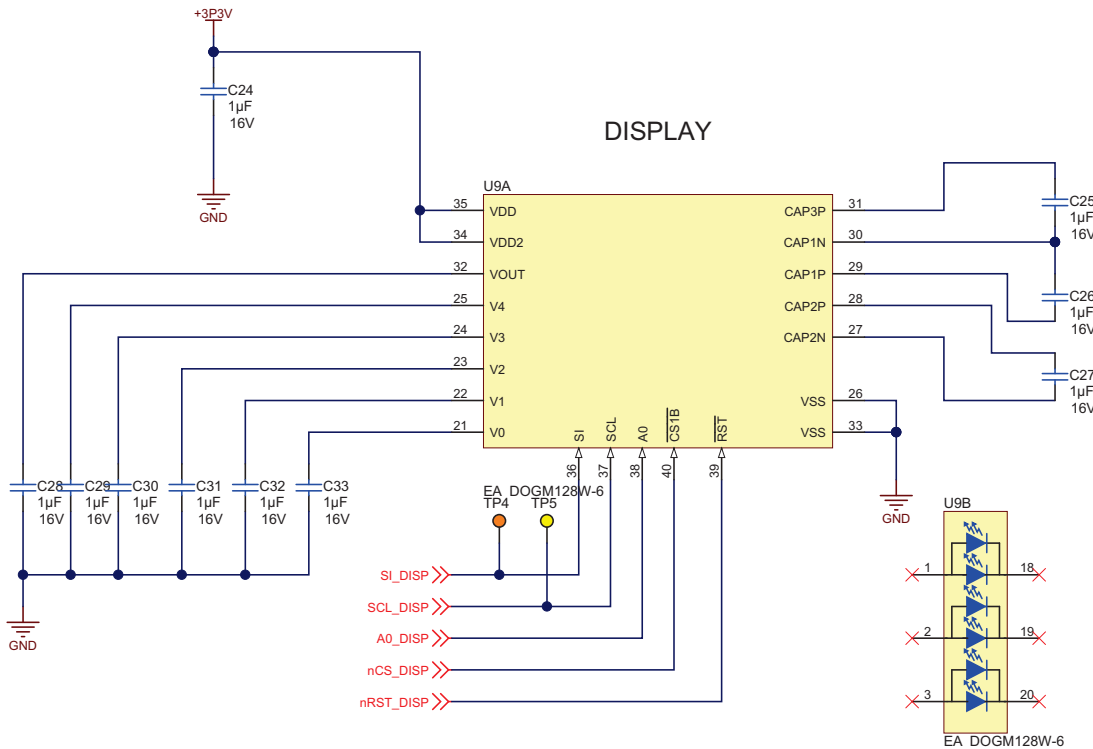 +3P3V
C24
1µF
16V
GND
DISPLAY
U9A
35 VDD
34 VDD2
32 VOUT
25 V4
24 V3
23 V2
22 V1
21 V0
CAP3P 31
CAP1N 30
CAP1P 29
CAP2P 28
CAP2N 27
VSS 26
VSS 33
SI SCL A0 CS1B RST
36 37 38 40 39
C25
1µF
16V
C26
1µF
16V
C27
1µF
16V
GND
C28 C29 C30 C31 C32 C33
1µF 1µF 1µF 1µF 1µF 1µF
16V 16V 16V 16V 16V 16V
GND
EA DOGM128W-6
TP4 TP5
SI_DISP
SCL_DISP
A0_DISP
nCS_DISP
nRST_DISP
U9B
1 18
2 19
3 20
EA DOGM128W-6